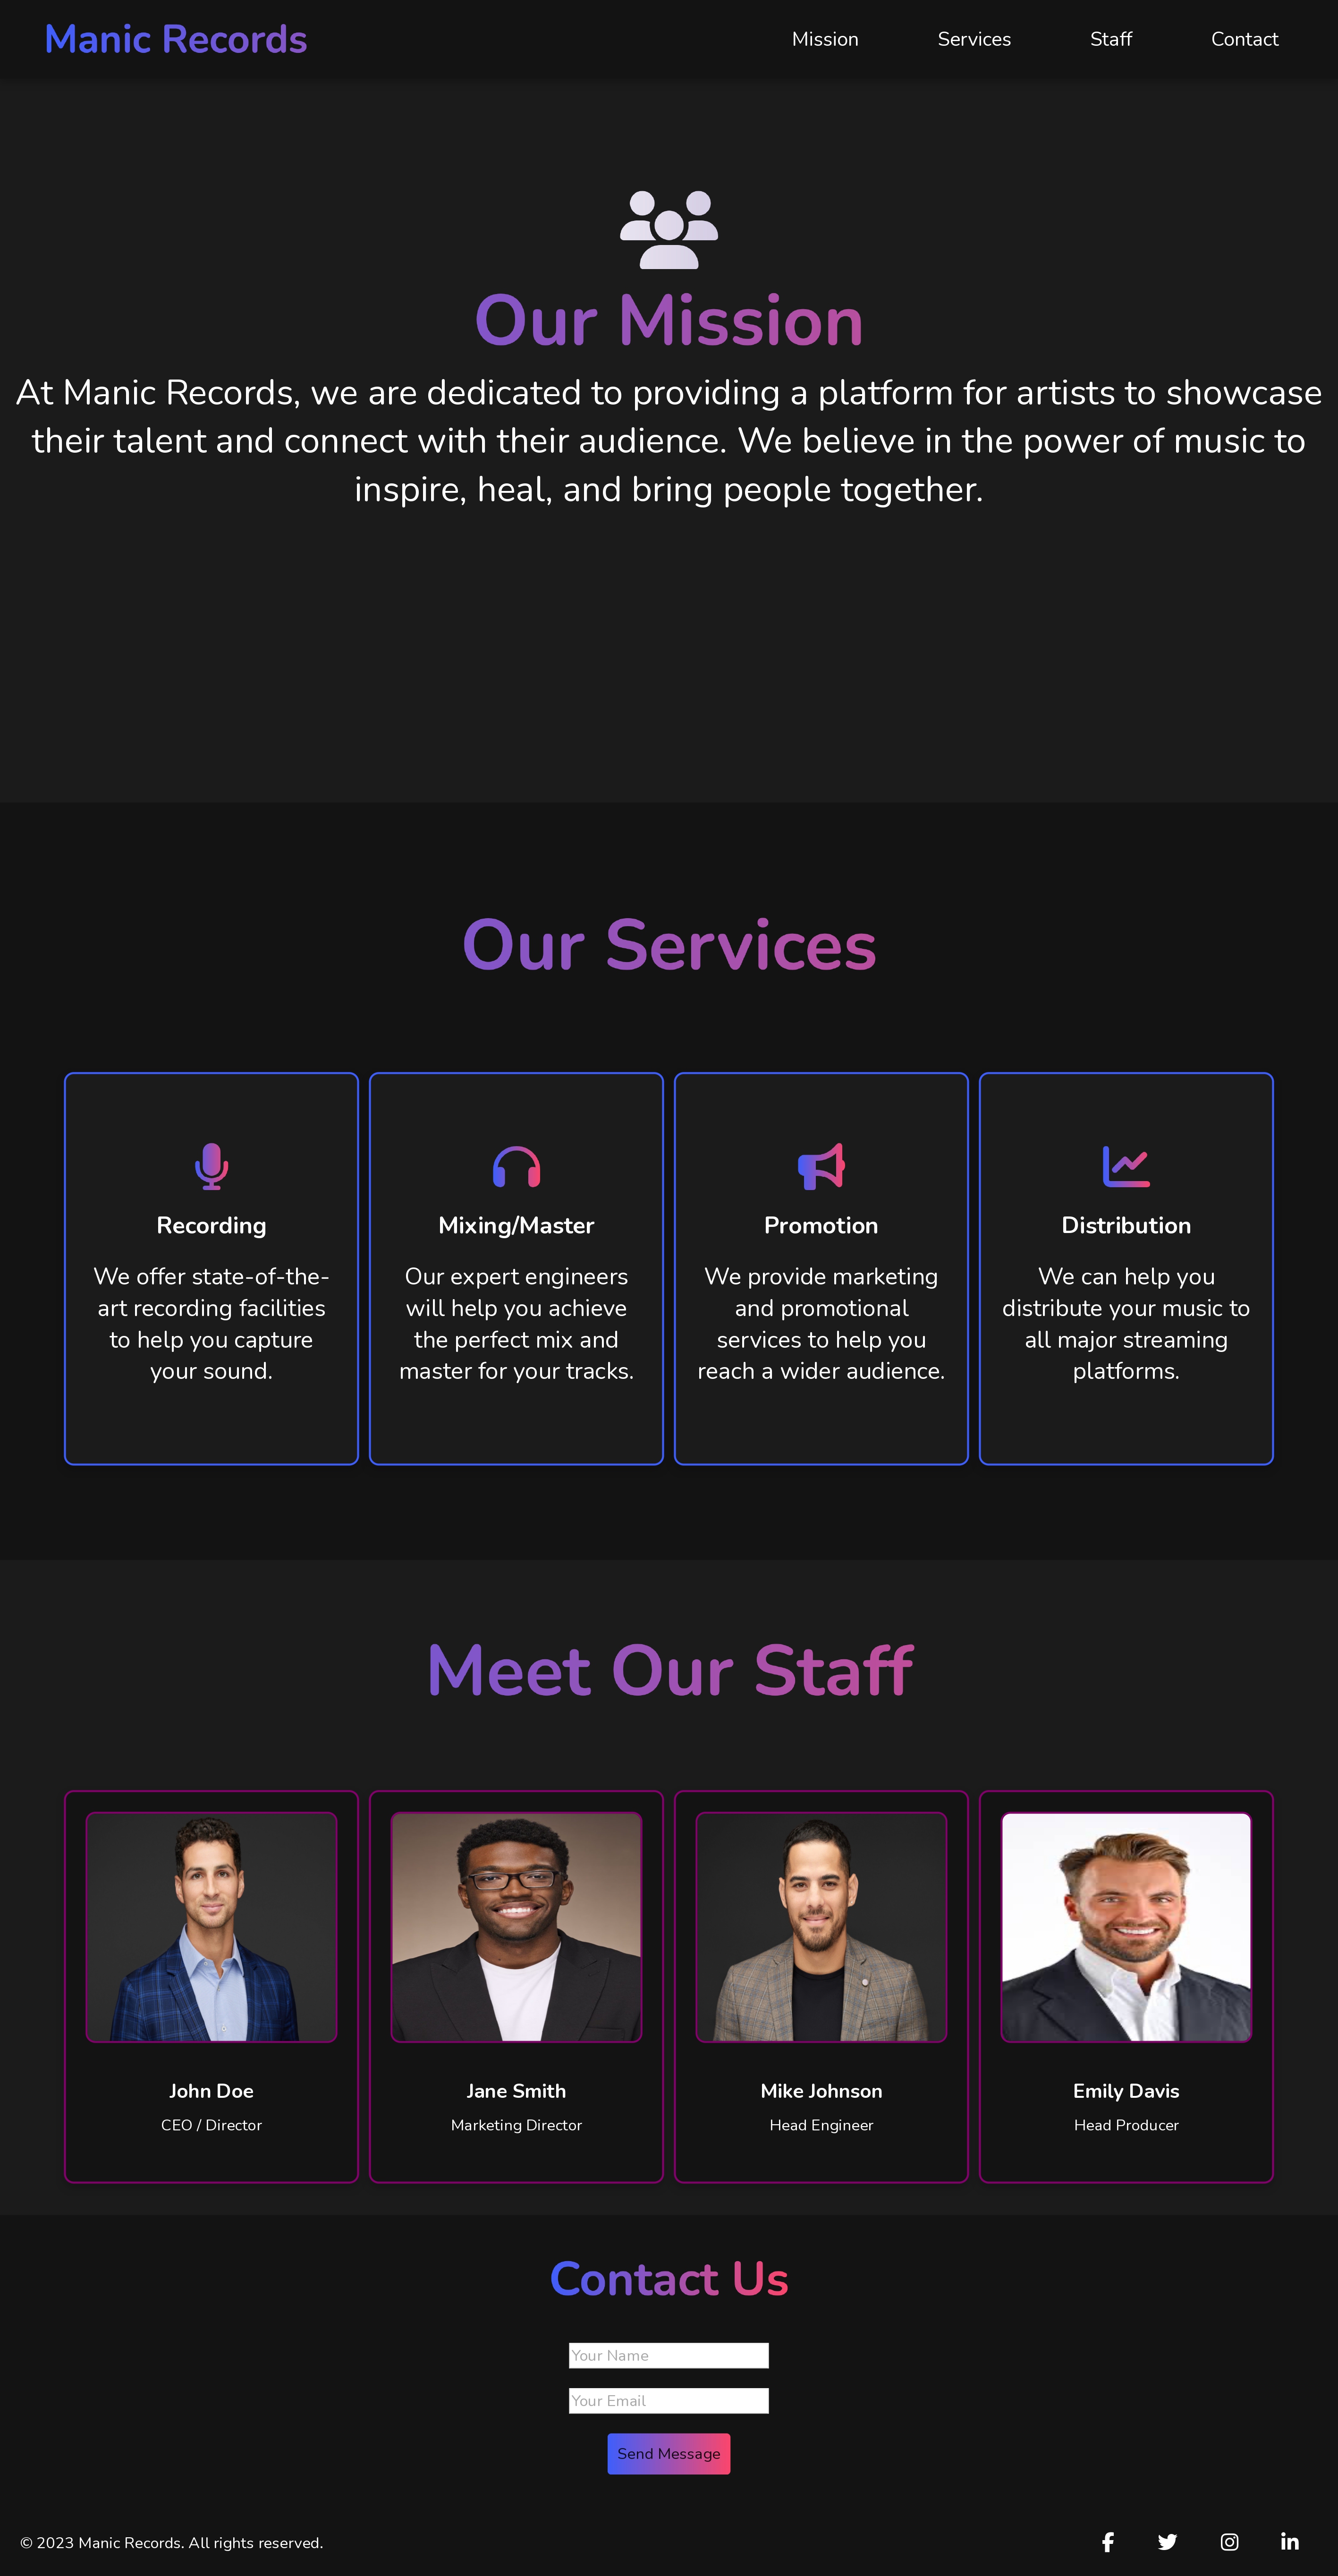 Manic Records
Mission
Services
Staff
Contact
Our Mission
At Manic Records, we are dedicated to providing a platform for artists to showcase
their talent and connect with their audience. We believe in the power of music to
inspire, heal, and bring people together.
Our Services
Recording
We offer state-of-the-
art recording facilities
to help you capture
your sound.
Mixing/Master
Our expert engineers
will help you achieve
the perfect mix and
master for your tracks.
Promotion
We provide marketing
and promotional
services to help you
reach a wider audience.
Distribution
We can help you
distribute your music to
all major streaming
platforms.
Meet Our Staff
John Doe
CEO / Director
Jane Smith
Marketing Director
Mike Johnson
Head Engineer
Emily Davis
Head Producer
Contact Us
Your Name
Your Email
Send Message
© 2023 Manic Records. All rights reserved.